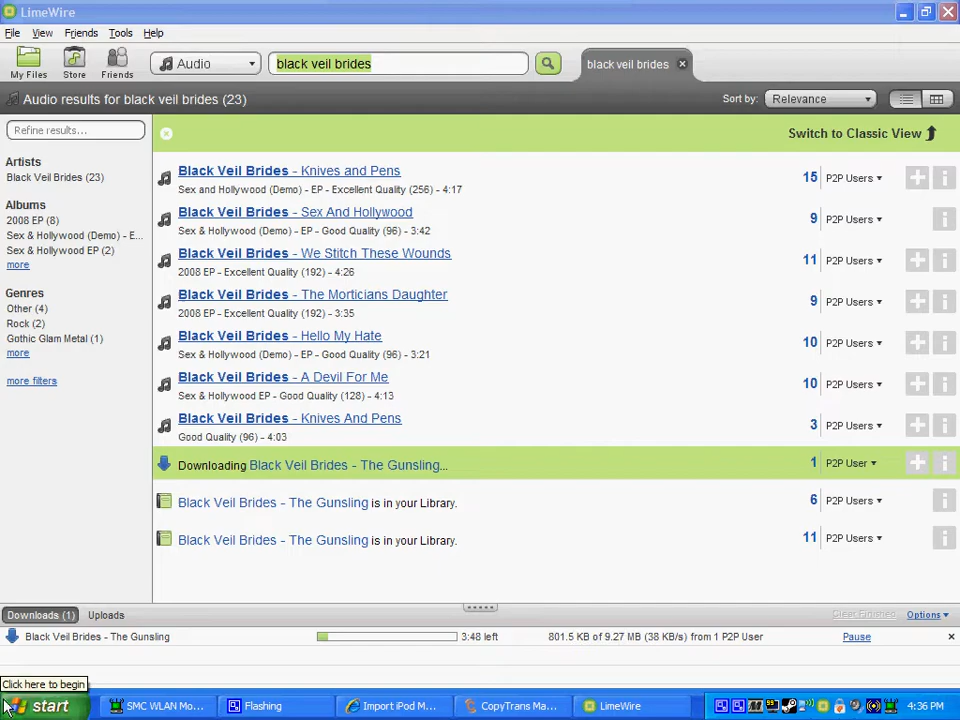 LimeWire
File View Friends Tools Help
My Files Store Friends Audio black veil brides black veil brides
Audio results for black veil brides (23) Sort by: Relevance
Refine results...
Switch to Classic View
Artists
Black Veil Brides (23)
Albums
2008 EP (8)
Sex & Hollywood (Demo) - E...
Sex & Hollywood EP (2)
more
Genres
Other (4)
Rock (2)
Gothic Glam Metal (1)
more
more filters
Black Veil Brides - Knives and Pens 15 P2P Users
Sex and Hollywood (Demo) - EP - Excellent Quality (256) - 4:17
Black Veil Brides - Sex And Hollywood 9 P2P Users
Sex & Hollywood (Demo) - EP - Good Quality (96) - 3:42
Black Veil Brides - We Stitch These Wounds 11 P2P Users
2008 EP - Excellent Quality (192) - 4:26
Black Veil Brides - The Morticians Daughter 9 P2P Users
2008 EP - Excellent Quality (192) - 3:35
Black Veil Brides - Hello My Hate 10 P2P Users
Sex & Hollywood (Demo) - EP - Good Quality (96) - 3:21
Black Veil Brides - A Devil For Me 10 P2P Users
Sex & Hollywood EP - Good Quality (128) - 4:13
Black Veil Brides - Knives And Pens 3 P2P Users
Good Quality (96) - 4:03
Downloading Black Veil Brides - The Gunsling... 1 P2P User
Black Veil Brides - The Gunsling is in your Library. 6 P2P Users
Black Veil Brides - The Gunsling is in your Library. 11 P2P Users
Downloads (1) Uploads Clear Finished Options
Black Veil Brides - The Gunsling 3:48 left 801.5 KB of 9.27 MB (38 KB/s) from 1 P2P User Pause
Click here to begin
start SMC WLAN Mo... Flashing Import iPod M... CopyTrans Ma... LimeWire 4:36 PM